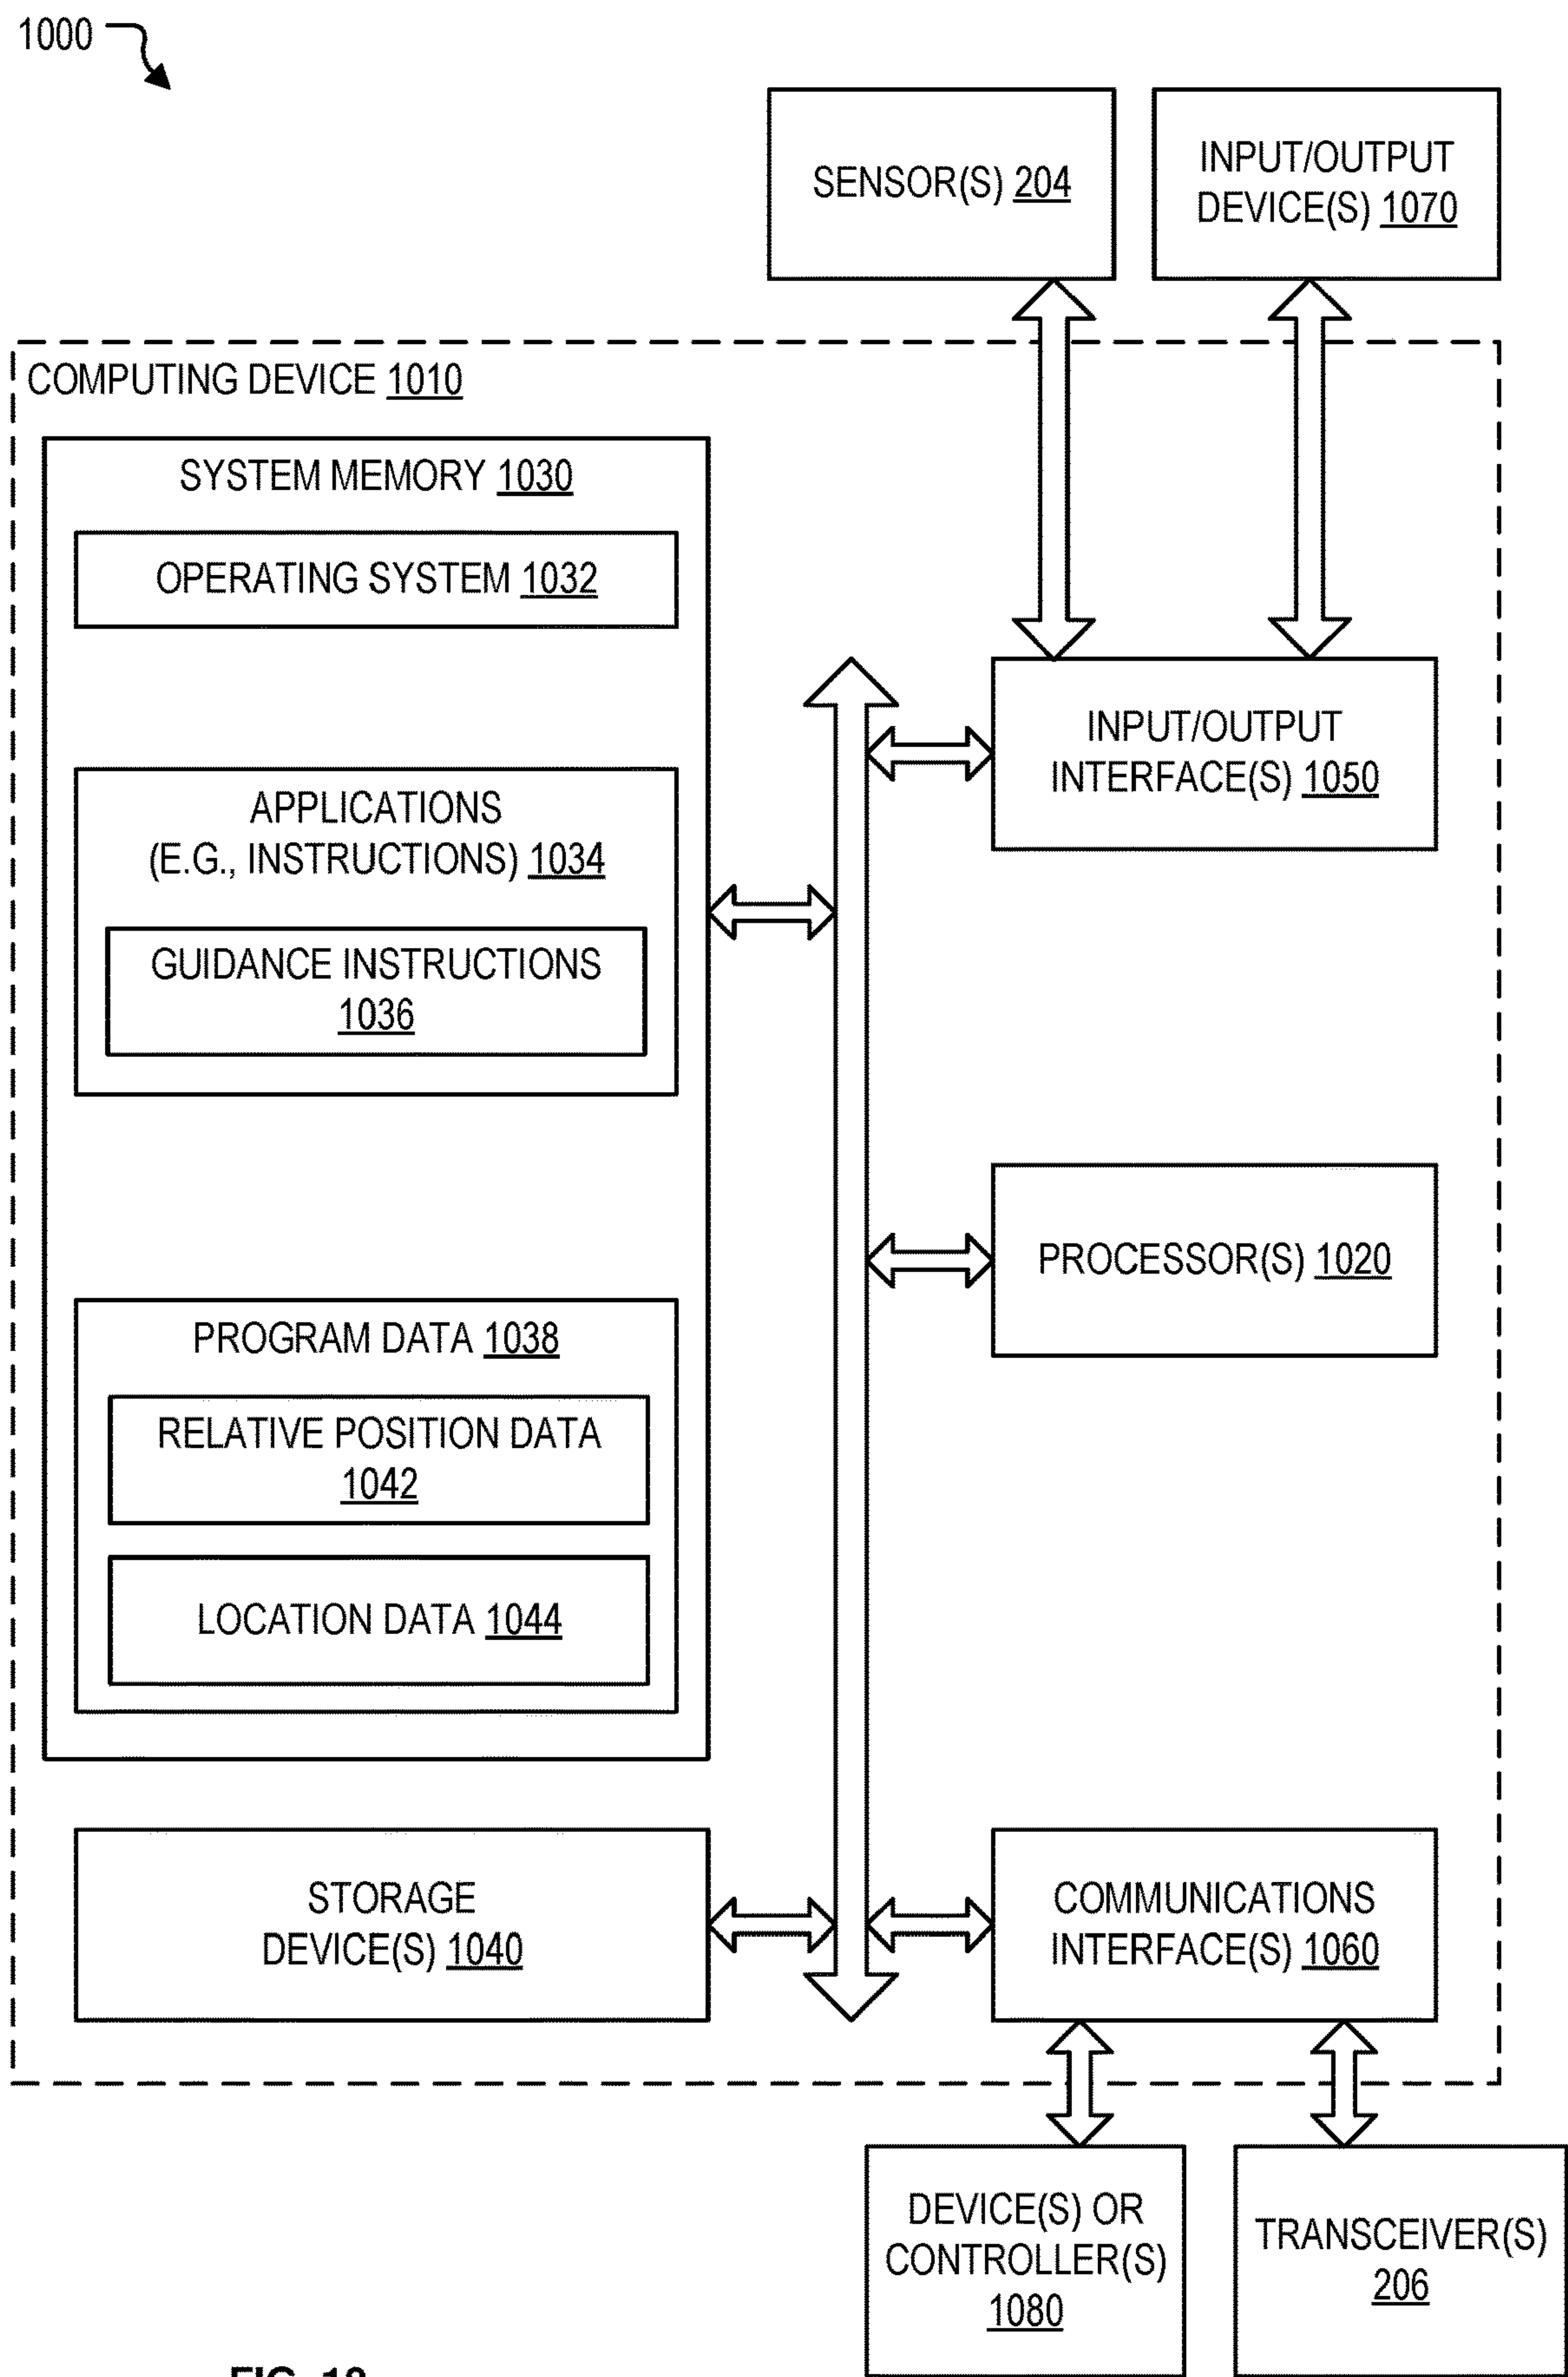 1000
SENSOR(S) 204
INPUT/OUTPUT
DEVICE(S) 1070
COMPUTING DEVICE 1010
SYSTEM MEMORY 1030
OPERATING SYSTEM 1032
APPLICATIONS
(E.G., INSTRUCTIONS) 1034
GUIDANCE INSTRUCTIONS
1036
PROGRAM DATA 1038
RELATIVE POSITION DATA
1042
LOCATION DATA 1044
STORAGE
DEVICE(S) 1040
INPUT/OUTPUT
INTERFACE(S) 1050
PROCESSOR(S) 1020
COMMUNICATIONS
INTERFACE(S) 1060
DEVICE(S) OR
CONTROLLER(S)
1080
TRANSCEIVER(S)
206
FIG.